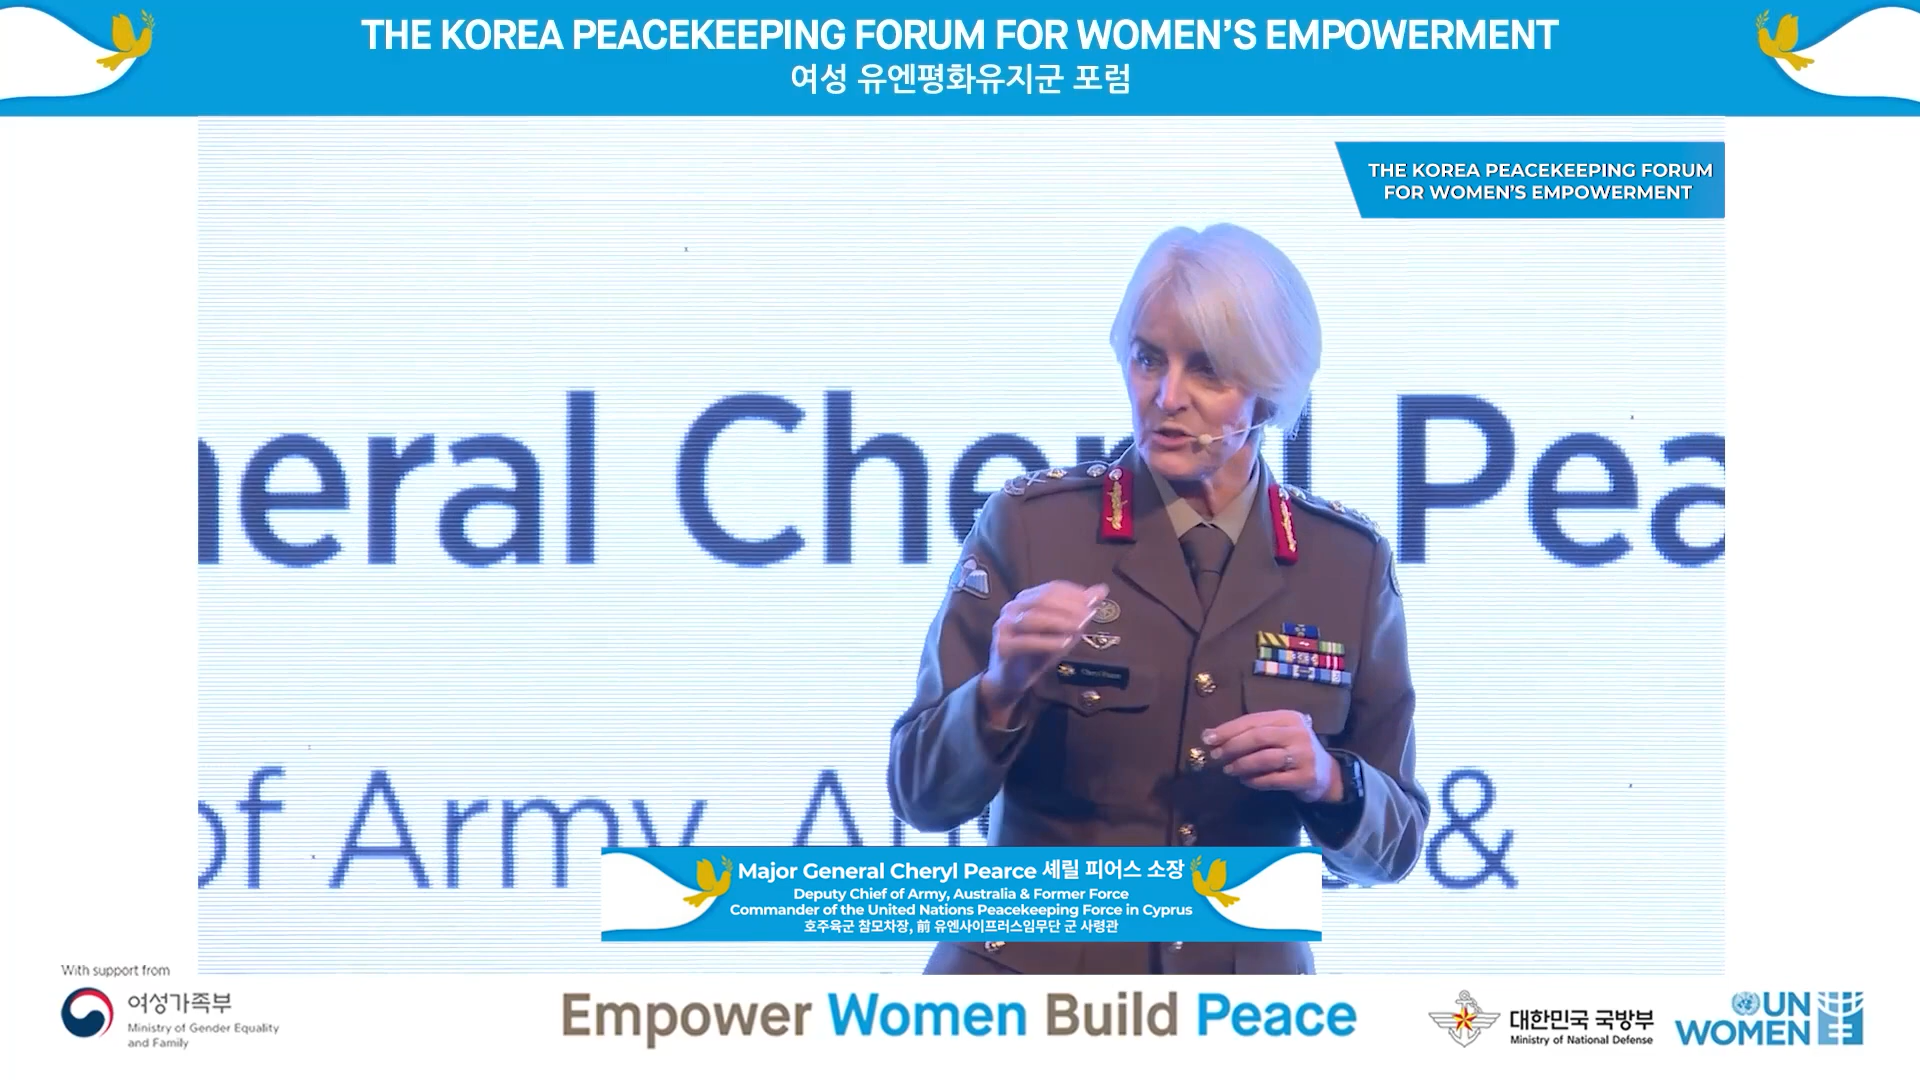 THE KOREA PEACEKEEPING FORUM FOR WOMEN'S EMPOWERMENT
여성 유엔평화유지군 포럼
THE KOREA PEACEKEEPING FORUM
FOR WOMEN'S EMPOWERMENT
neral Cheryl Pea
of Army, &
Cheryl Pearce
Major General Cheryl Pearce 셰릴 피어스 소장
Deputy Chief of Army, Australia & Former Force
Commander of the United Nations Peacekeeping Force in Cyprus
호주육군 참모차장, 前 유엔사이프러스임무단 군 사령관
With support from
여성가족부
Ministry of Gender Equality
and Family
Empower Women Build Peace
대한민국 국방부
Ministry of National Defense
UN
WOMEN